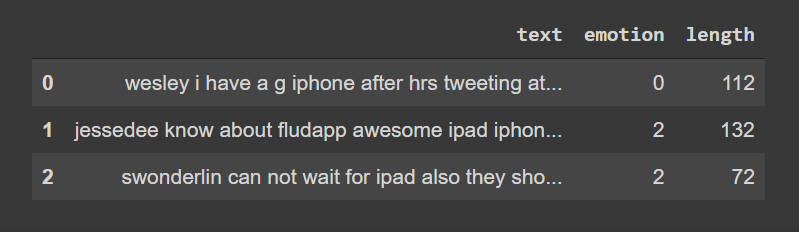 text emotion length
0 wesley i have a g iphone after hrs tweeting at... 0 112
1 jessedee know about fludapp awesome ipad iphon... 2 132
2 swonderlin can not wait for ipad also they sho... 2 72